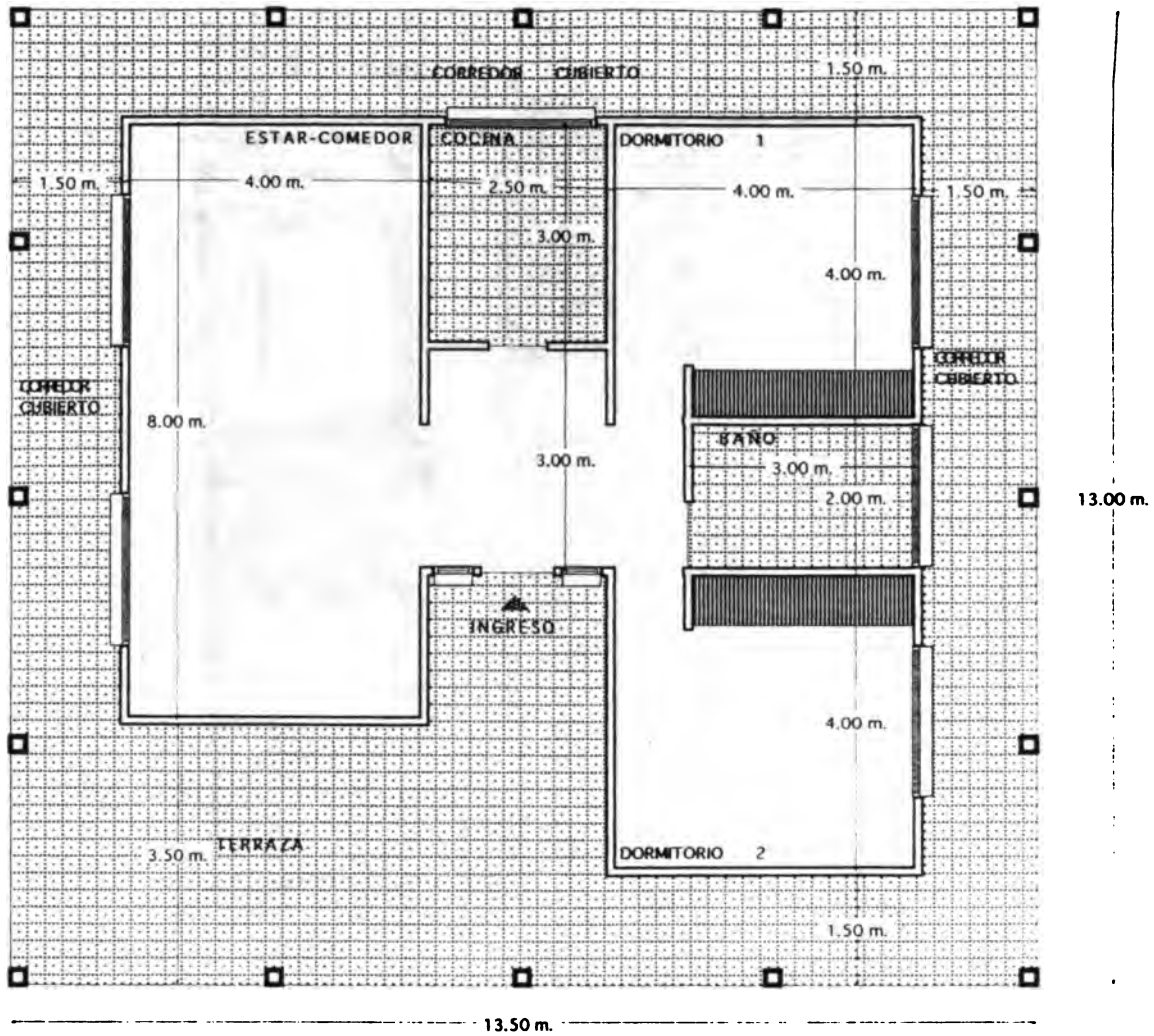 CORREDOR CUBIERTO
1.50 m.
ESTAR-COMEDOR
COCINA
DORMITORIO 1
1.50 m.
4.00 m.
2.50 m.
4.00 m.
1.50 m.
3.00 m.
4.00 m.
CORREDOR
CUBIERTO
CORREDOR
CUBIERTO
8.00 m.
BAÑO
3.00 m.
3.00 m.
2.00 m.
13.00 m.
INGRESO
4.00 m.
TERRAZA
3.50 m.
DORMITORIO 2
1.50 m.
13.50 m.